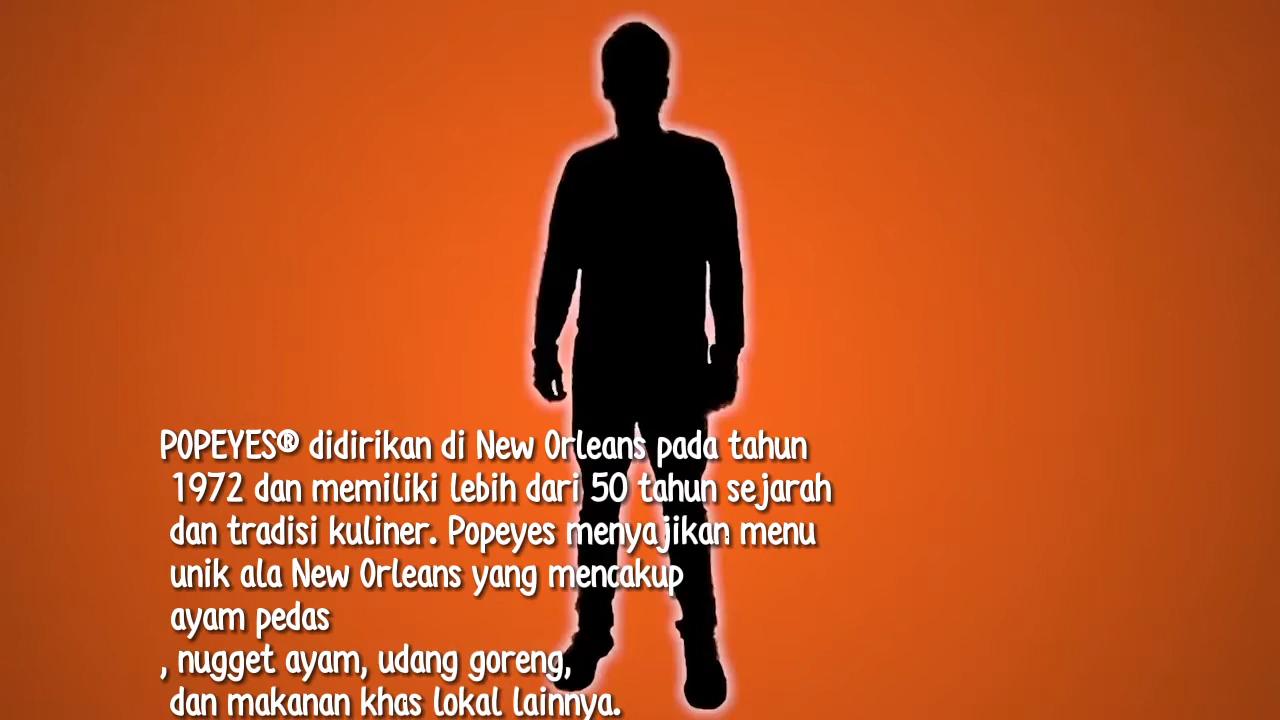 POPEYES® didirikan di New Orleans pada tahun
1972 dan memiliki lebih dari 50 tahun sejarah
dan tradisi kuliner. Popeyes menyajikan menu
unik ala New Orleans yang mencakup
ayam pedas
, nugget ayam, udang goreng,
dan makanan khas lokal lainnya.